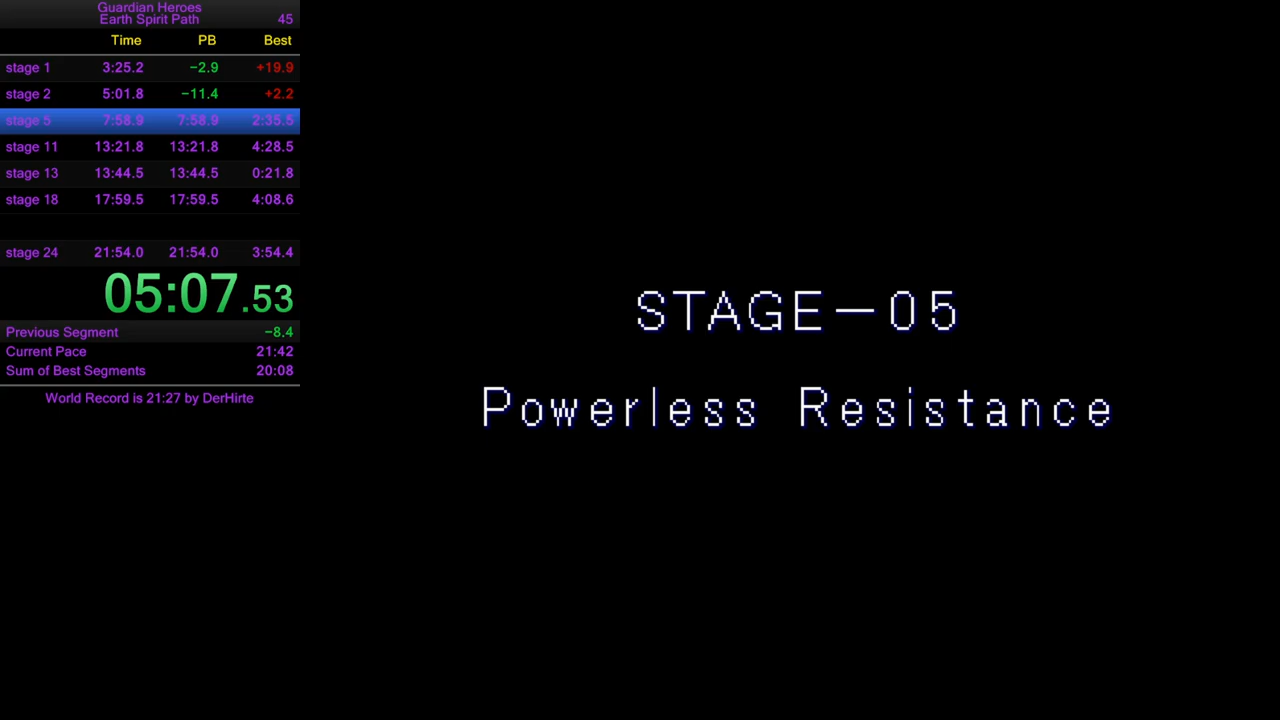 Guardian Heroes
Earth Spirit Path 45
Time PB Best
stage 1 3:25.2 −2.9 +19.9
stage 2 5:01.8 −11.4 +2.2
stage 5 7:58.9 7:58.9 2:35.5
stage 11 13:21.8 13:21.8 4:28.5
stage 13 13:44.5 13:44.5 0:21.8
stage 18 17:59.5 17:59.5 4:08.6
stage 24 21:54.0 21:54.0 3:54.4
05:07.53
Previous Segment −8.4
Current Pace 21:42
Sum of Best Segments 20:08
World Record is 21:27 by DerHirte
STAGE−05
Powerless Resistance